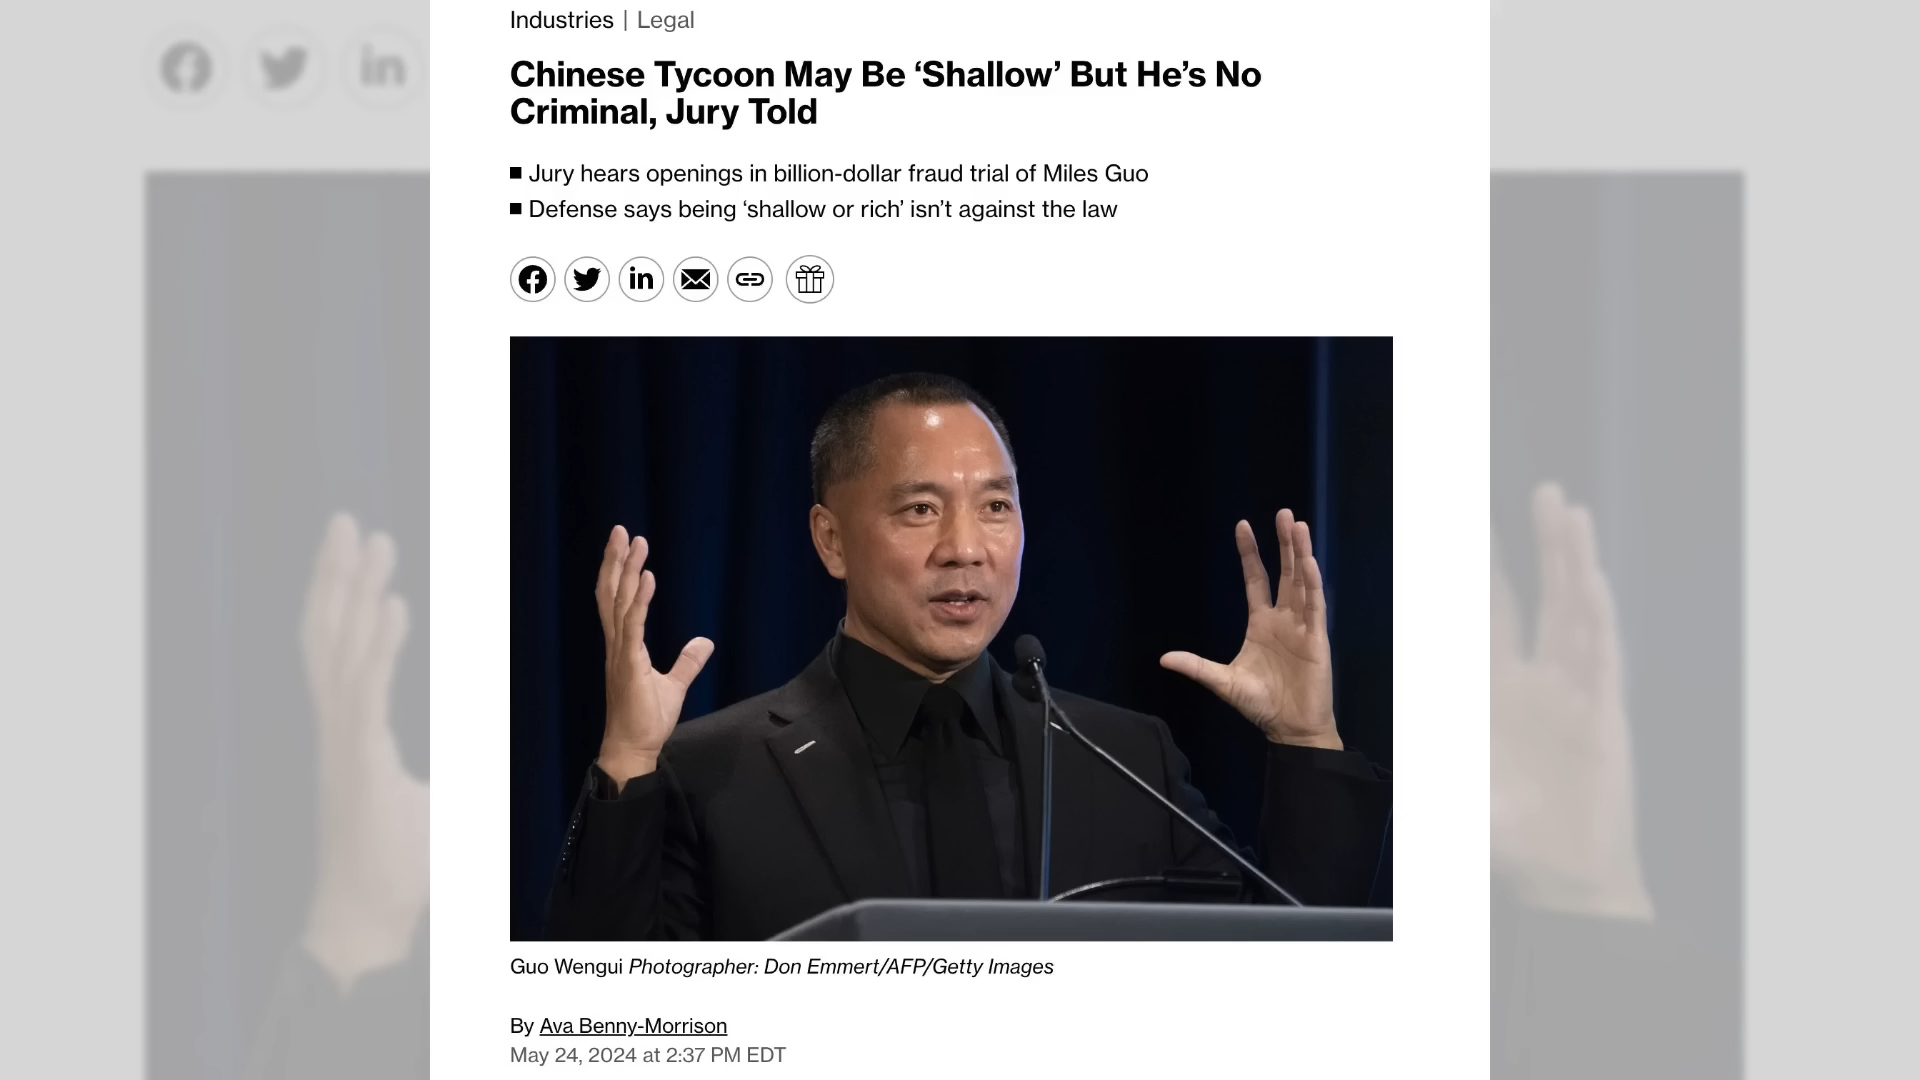 Industries | Legal
Chinese Tycoon May Be ‘Shallow’ But He’s No
Criminal, Jury Told
Jury hears openings in billion-dollar fraud trial of Miles Guo
Defense says being ‘shallow or rich’ isn’t against the law
in
in
Guo Wengui Photographer: Don Emmert/AFP/Getty Images
By Ava Benny-Morrison
May 24, 2024 at 2:37 PM EDT